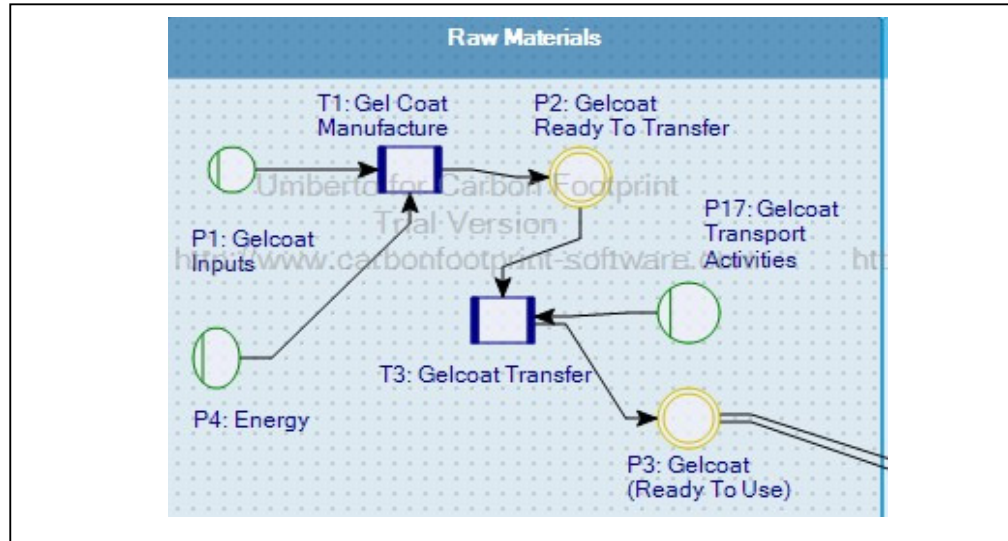 Raw Materials
T1: Gel Coat
Manufacture
P2: Gelcoat
Ready To Transfer
Umberto for Carbon Footprint
Trial Version
P1: Gelcoat
Inputs
P17: Gelcoat
Transport
Activities
http://www.carbonfootprint-software.com
htt
T3: Gelcoat Transfer
P4: Energy
P3: Gelcoat
(Ready To Use)